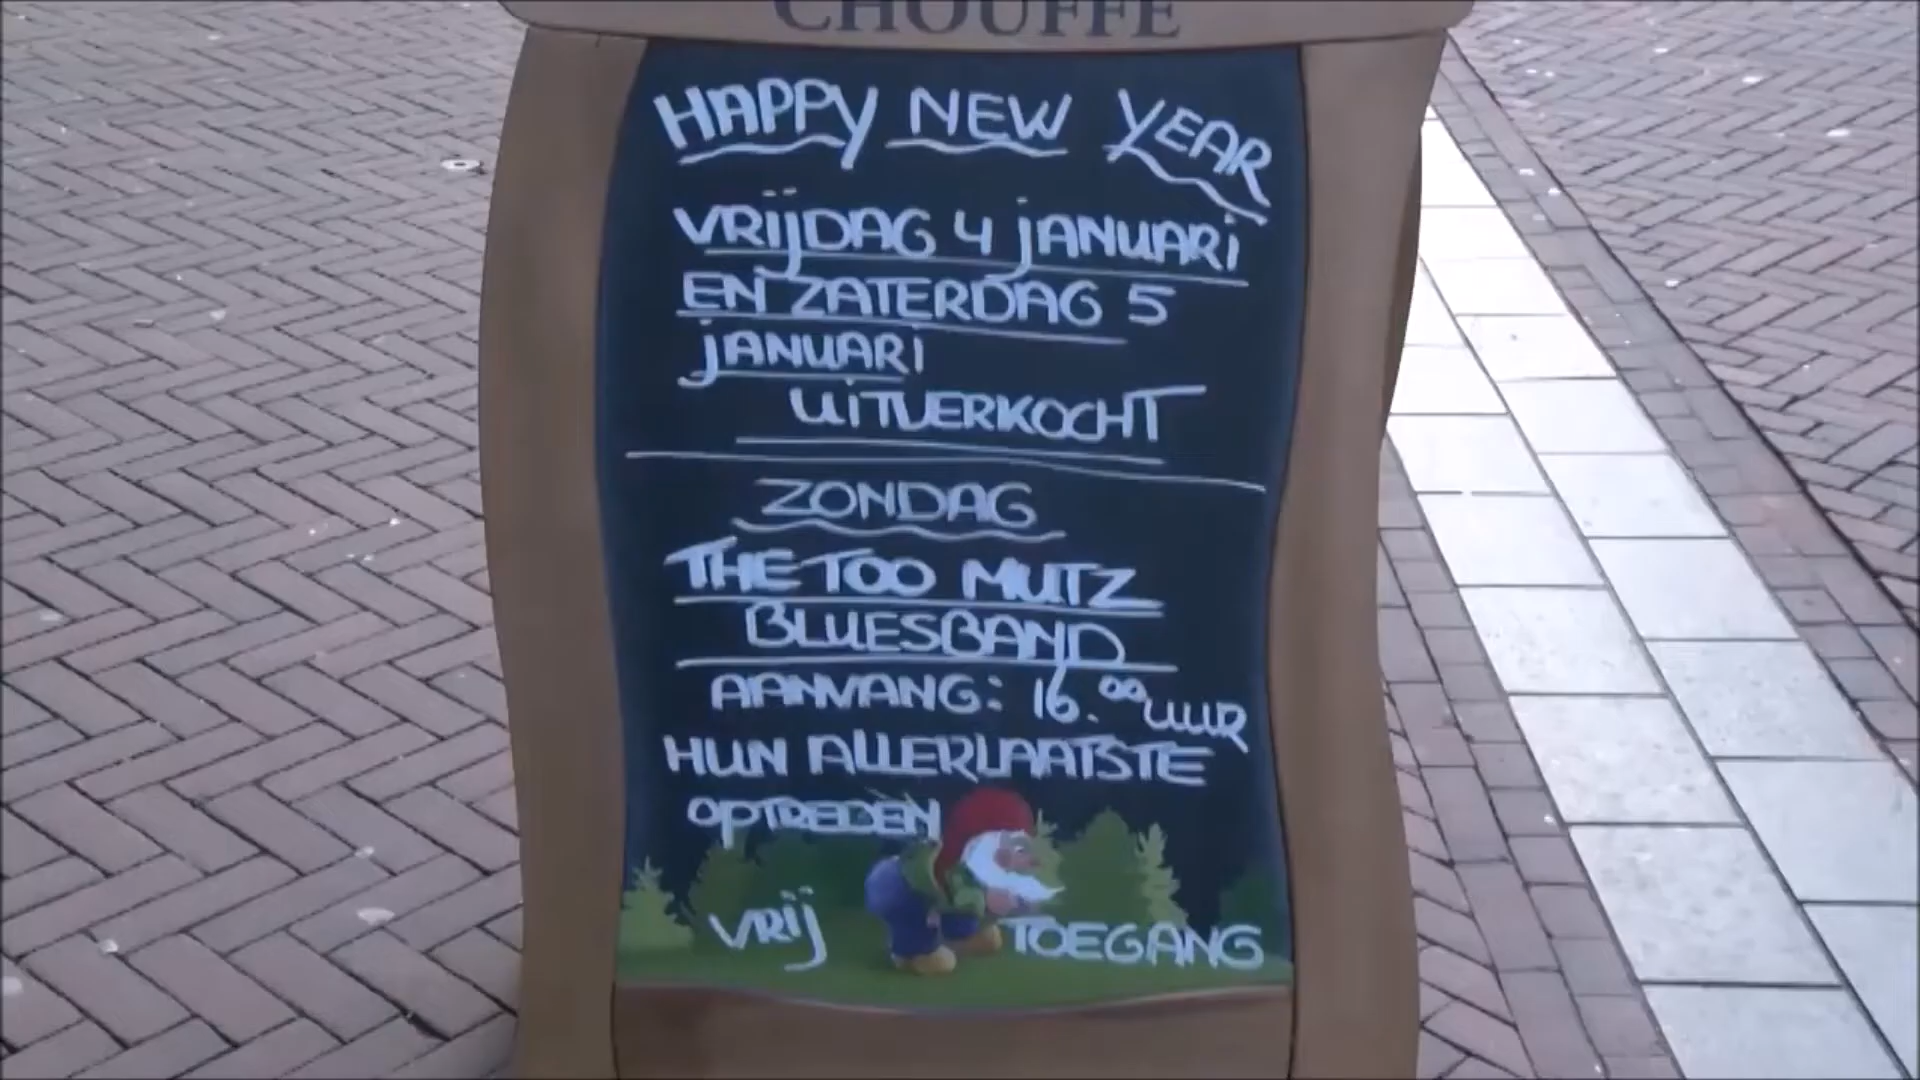 CHOUFFE
HAPPY NEW YEAR
VRIJDAG 4 JANUARI
EN ZATERDAG 5
JANUARI
UITVERKOCHT
ZONDAG
THE TOO MUTZ
BLUESBAND
AANVANG: 16.00 UUR
HUN ALLERLAATSTE
OPTREDEN
VRIJ TOEGANG